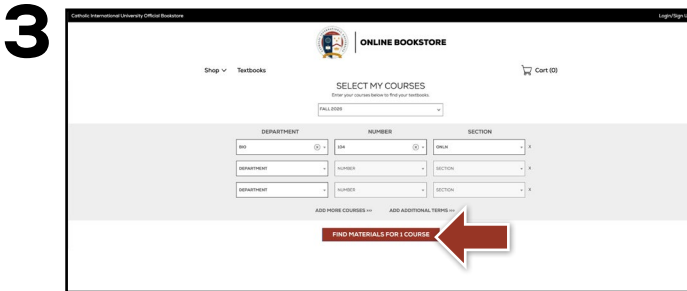 3
Catholic International University Official Bookstore
Login/Sign U
ONLINE BOOKSTORE
Shop Textbooks Cart (0)
SELECT MY COURSES
Enter your courses below to find your textbooks.
FALL 2025
DEPARTMENT NUMBER SECTION
BIO 104 ONLN X
DEPARTMENT NUMBER SECTION X
DEPARTMENT NUMBER SECTION X
ADD MORE COURSES >>> ADD ADDITIONAL TERMS >>>
FIND MATERIALS FOR 1 COURSE